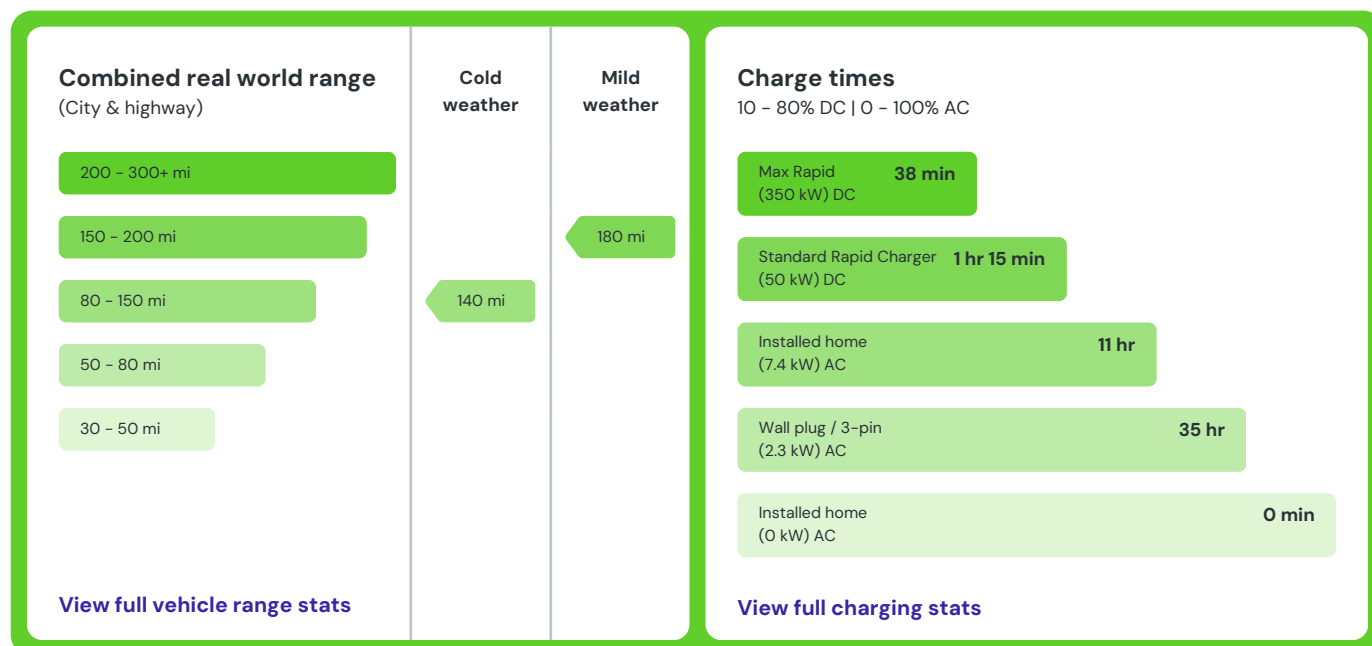 Combined real world range
(City & highway)
Cold
weather
Mild
weather
200 - 300+ mi
150 - 200 mi
180 mi
80 - 150 mi
140 mi
50 - 80 mi
30 - 50 mi
View full vehicle range stats
Charge times
10 - 80% DC | 0 - 100% AC
Max Rapid
(350 kW) DC
38 min
Standard Rapid Charger
(50 kW) DC
1 hr 15 min
Installed home
(7.4 kW) AC
11 hr
Wall plug / 3-pin
(2.3 kW) AC
35 hr
Installed home
(0 kW) AC
0 min
View full charging stats